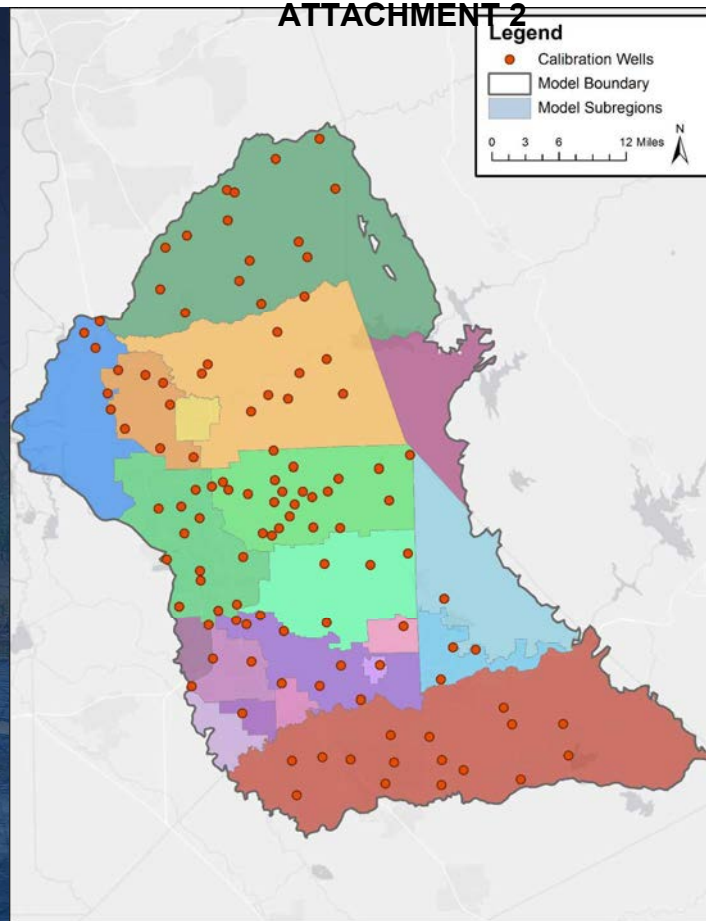 ATTACHMENT 2
Legend
Calibration Wells
Model Boundary
Model Subregions
0 3 6 12 Miles
N